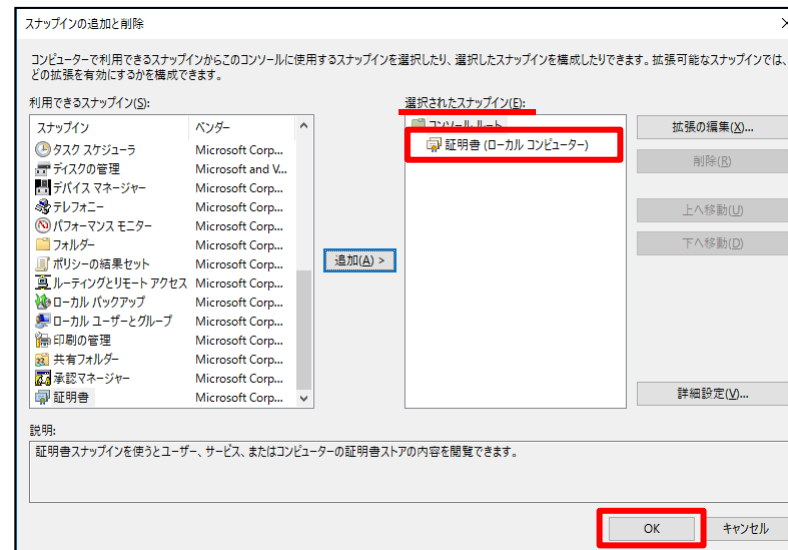 スナップインの追加と削除
コンピューターで利用できるスナップインからこのコンソールに使用するスナップインを選択したり、選択したスナップインを構成したりできます。拡張可能なスナップインでは、
どの拡張を有効にするかを構成できます。
利用できるスナップイン(S):
選択されたスナップイン(E):
スナップイン ベンダー
タスク スケジューラ Microsoft Corp...
ディスクの管理 Microsoft and V...
デバイス マネージャー Microsoft Corp...
テレフォニー Microsoft Corp...
パフォーマンス モニター Microsoft Corp...
フォルダー Microsoft Corp...
ポリシーの結果セット Microsoft Corp...
ルーティングとリモート アクセス Microsoft Corp...
ローカル バックアップ Microsoft Corp...
ローカル ユーザーとグループ Microsoft Corp...
印刷の管理 Microsoft Corp...
共有フォルダー Microsoft Corp...
承認マネージャー Microsoft Corp...
証明書 Microsoft Corp...
追加(A) >
コンソール ルート
証明書 (ローカル コンピューター)
拡張の編集(X)...
削除(R)
上へ移動(U)
下へ移動(D)
詳細設定(V)...
説明:
証明書スナップインを使うとユーザー、サービス、またはコンピューターの証明書ストアの内容を閲覧できます。
OK
キャンセル